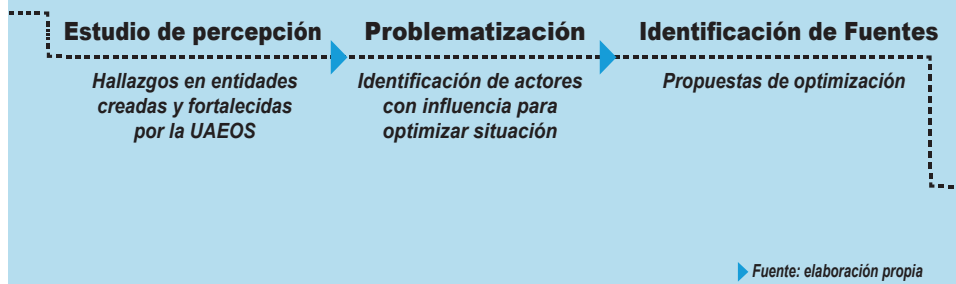 Estudio de percepción
Hallazgos en entidades
creadas y fortalecidas
por la UAEOS
Problematización
Identificación de actores
con influencia para
optimizar situación
Identificación de Fuentes
Propuestas de optimización
Fuente: elaboración propia